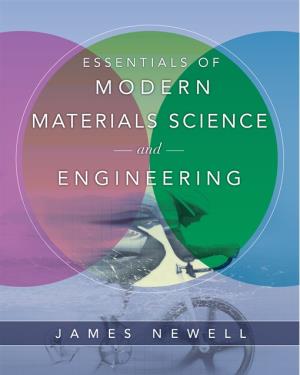 ESSENTIALS OF
MODERN
MATERIALS SCIENCE
and
ENGINEERING
JAMES NEWELL